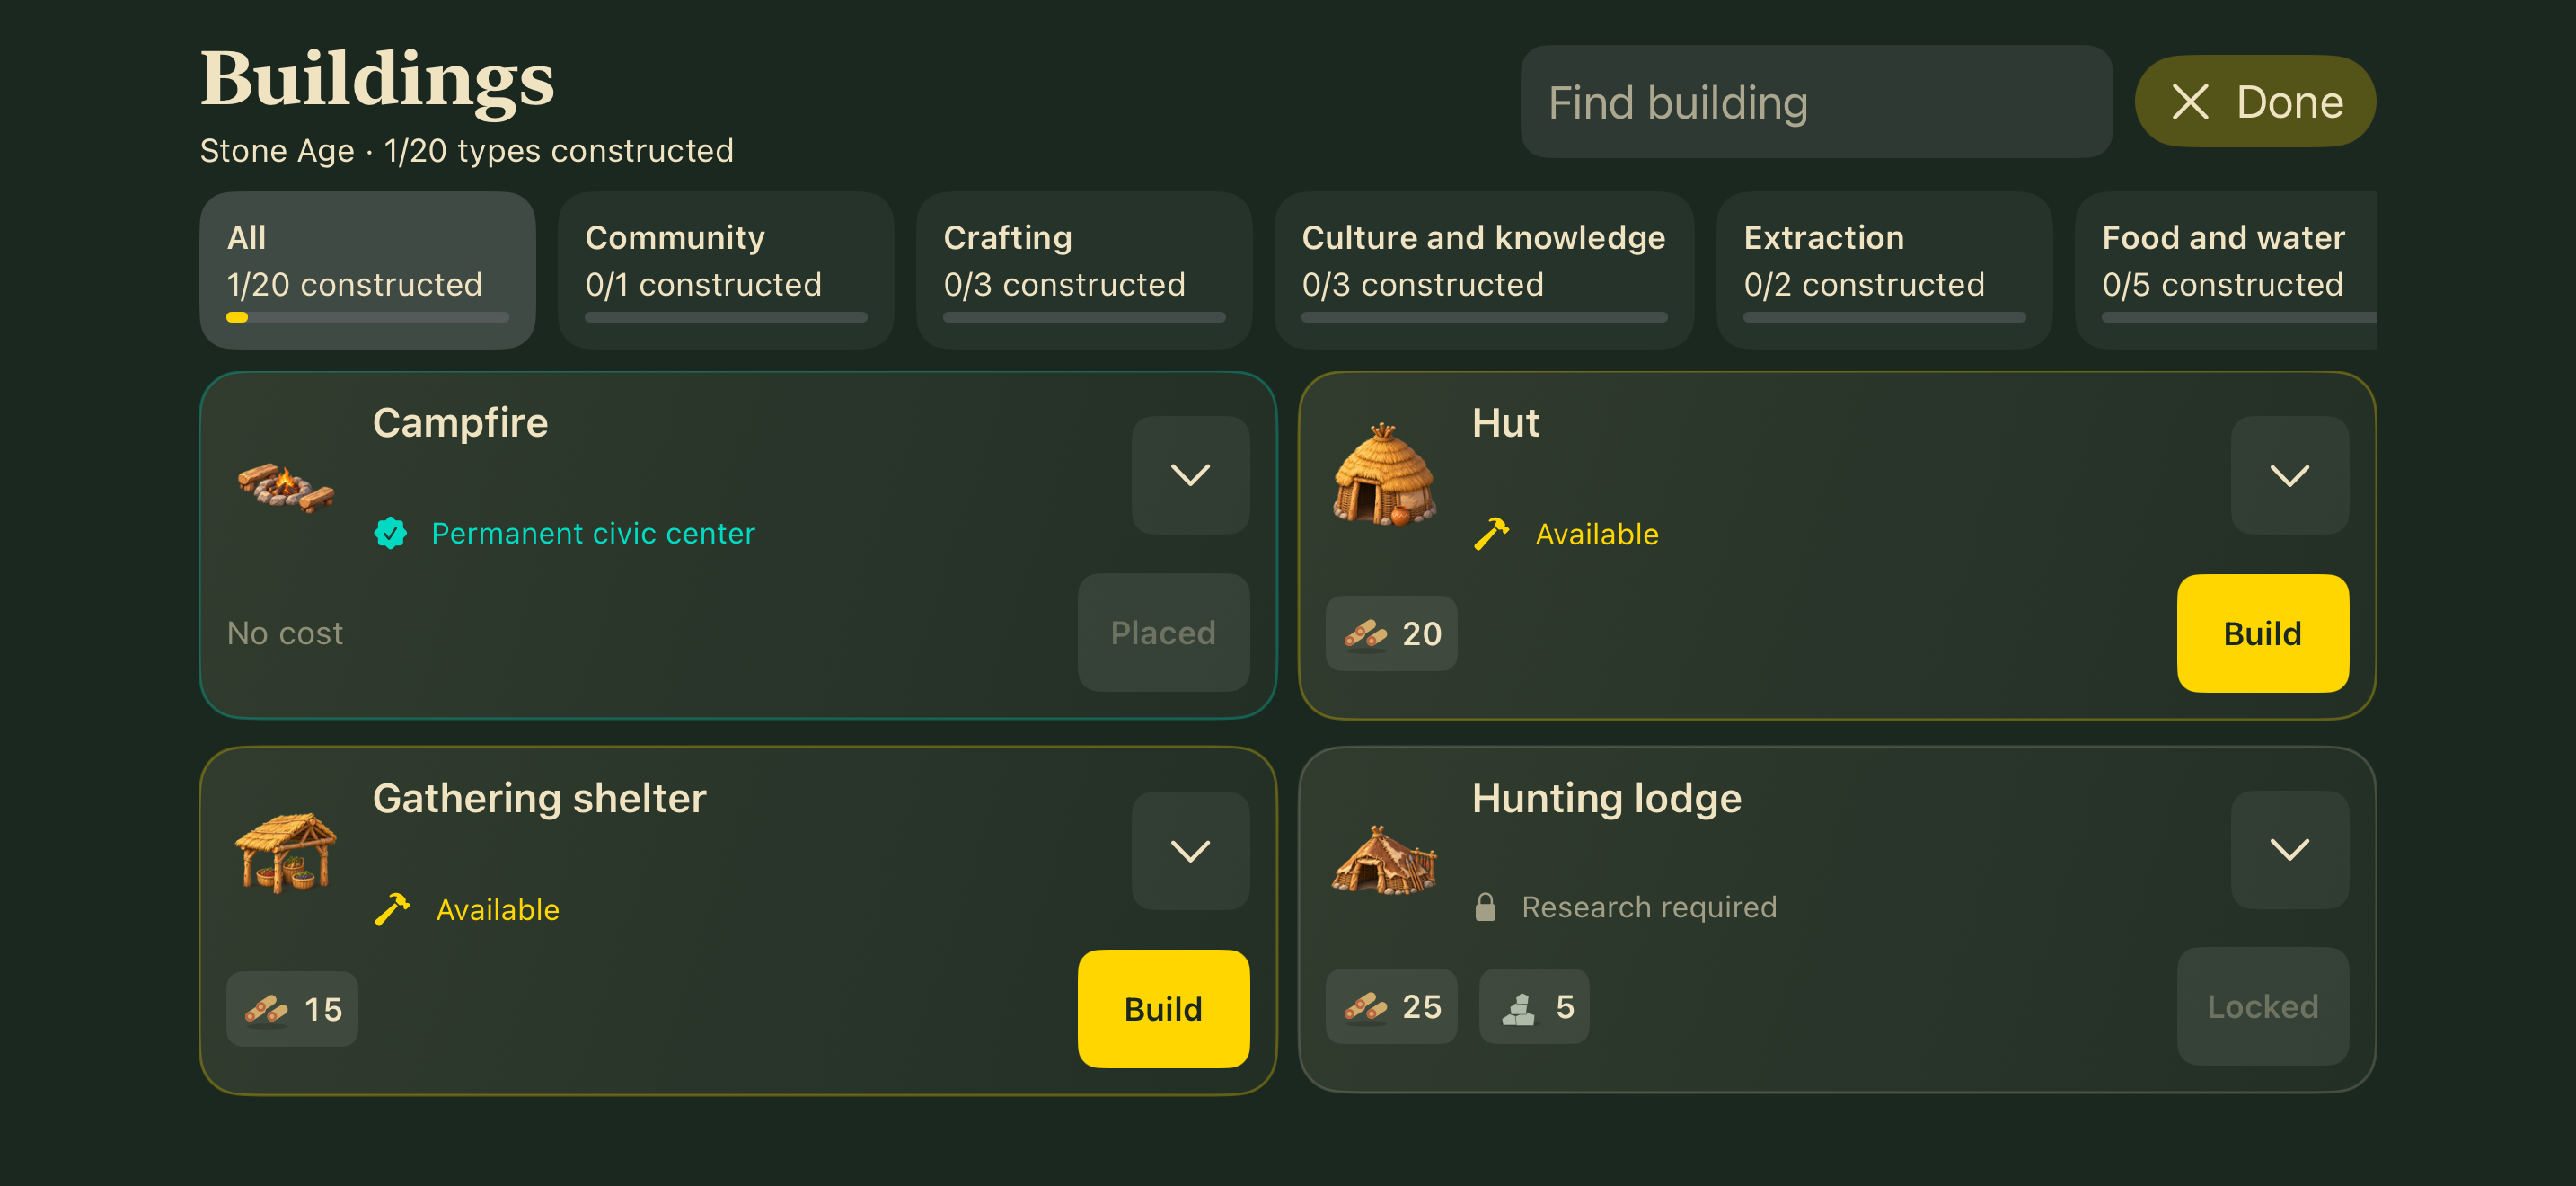 Buildings
Stone Age · 1/20 types constructed
Find building
Done
All
1/20 constructed
Community
0/1 constructed
Crafting
0/3 constructed
Culture and knowledge
0/3 constructed
Extraction
0/2 constructed
Food and water
0/5 constructed
Campfire
Permanent civic center
No cost
Placed
Hut
Available
20
Build
Gathering shelter
Available
15
Build
Hunting lodge
Research required
25
5
Locked